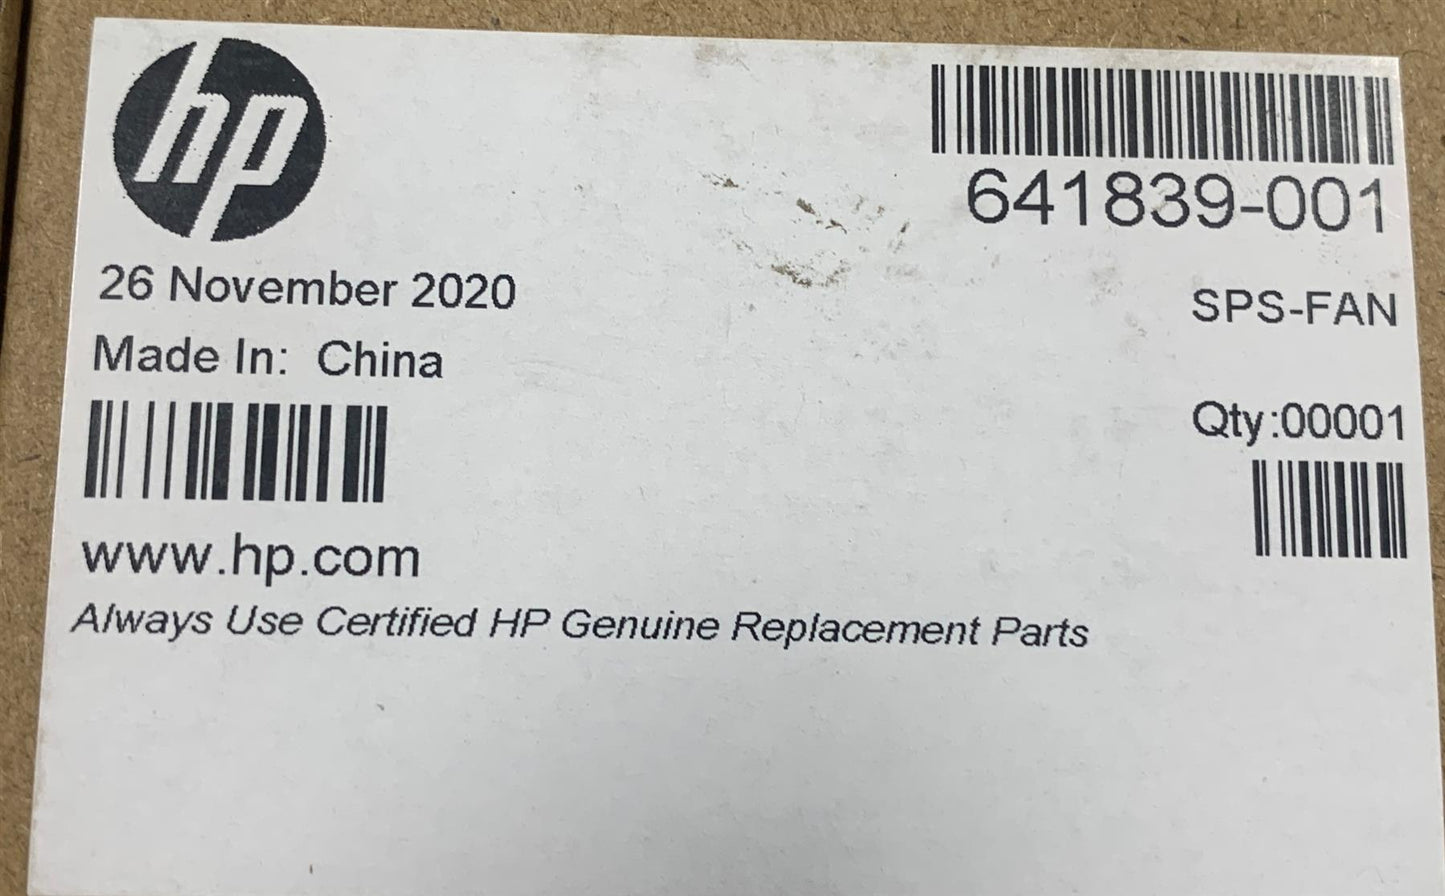 hp
641839-001
26 November 2020
SPS-FAN
Made In: China
Qty:00001
www.hp.com
Always Use Certified HP Genuine Replacement Parts